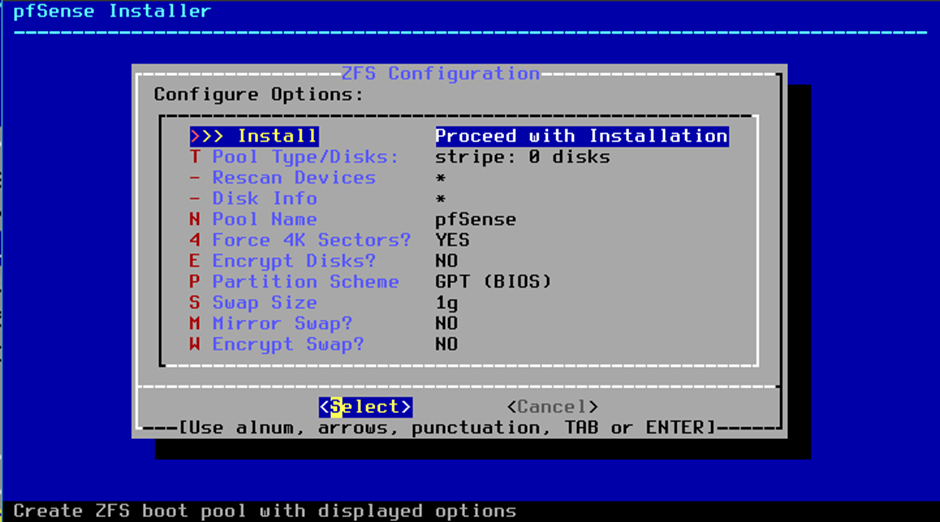 pfSense Installer
ZFS Configuration
Configure Options:
>>> Install Proceed with Installation
T Pool Type/Disks: stripe: 0 disks
- Rescan Devices *
- Disk Info *
N Pool Name pfSense
4 Force 4K Sectors? YES
E Encrypt Disks? NO
P Partition Scheme GPT (BIOS)
S Swap Size 1g
M Mirror Swap? NO
W Encrypt Swap? NO
<Select> <Cancel>
[Use alnum, arrows, punctuation, TAB or ENTER]
Create ZFS boot pool with displayed options